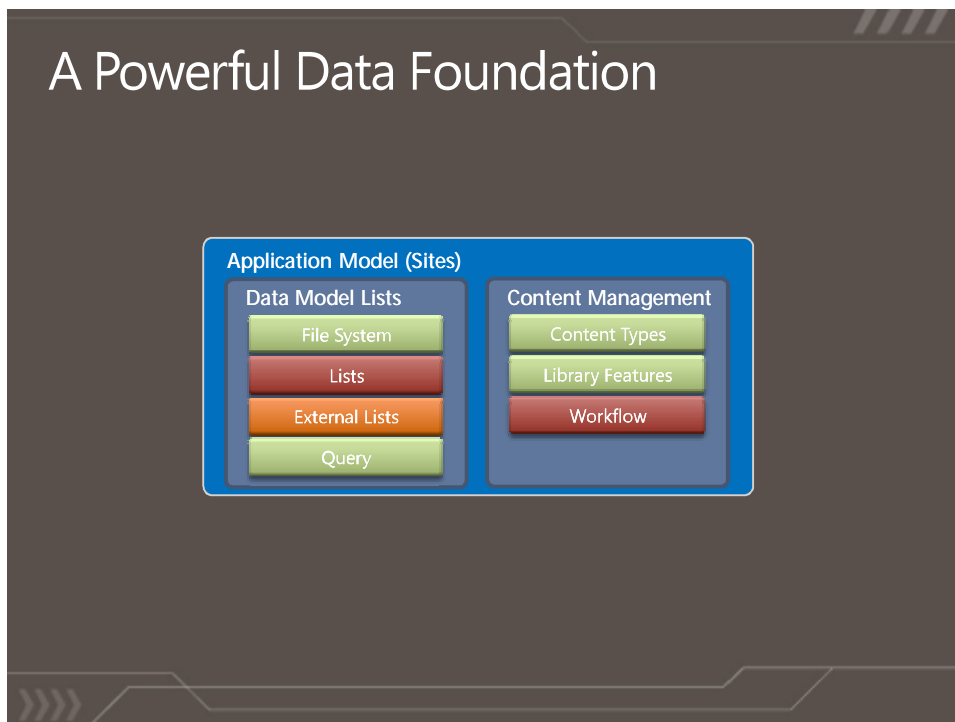 A Powerful Data Foundation
Application Model (Sites)
Data Model Lists
File System
Lists
External Lists
Query
Content Management
Content Types
Library Features
Workflow